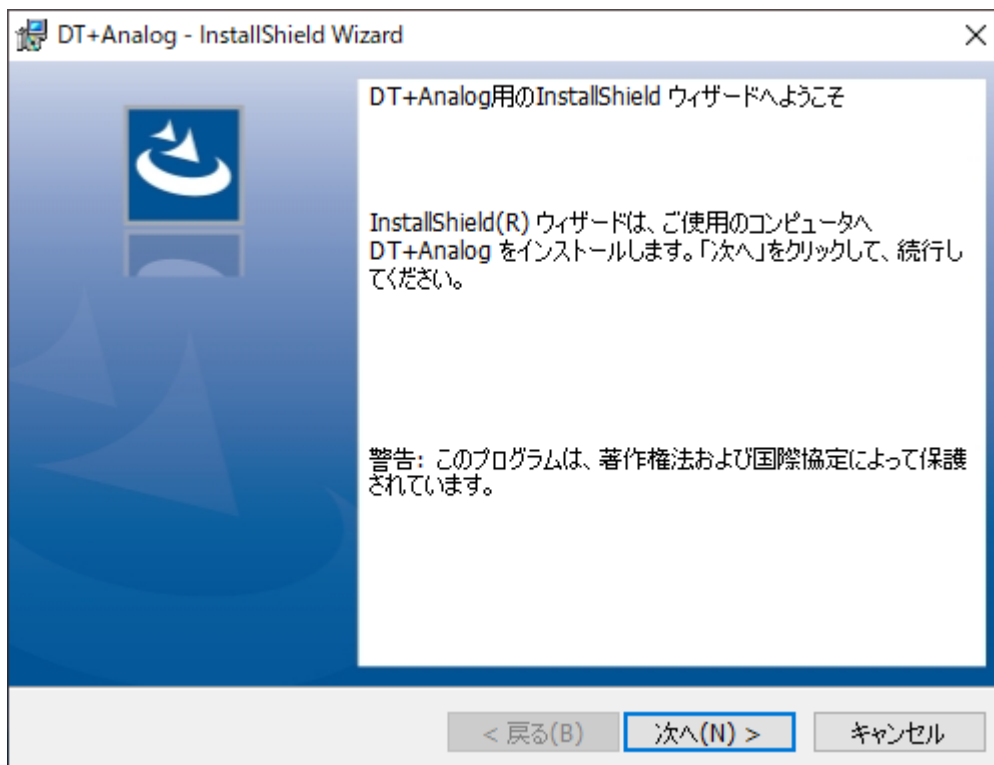 DT+Analog - InstallShield Wizard
DT+Analog用のInstallShield ウィザードへようこそ
InstallShield(R) ウィザードは、ご使用のコンピュータへ
DT+Analog をインストールします。「次へ」をクリックして、続行し
てください。
警告: このプログラムは、著作権法および国際協定によって保護
されています。
< 戻る(B)
次へ(N) >
キャンセル